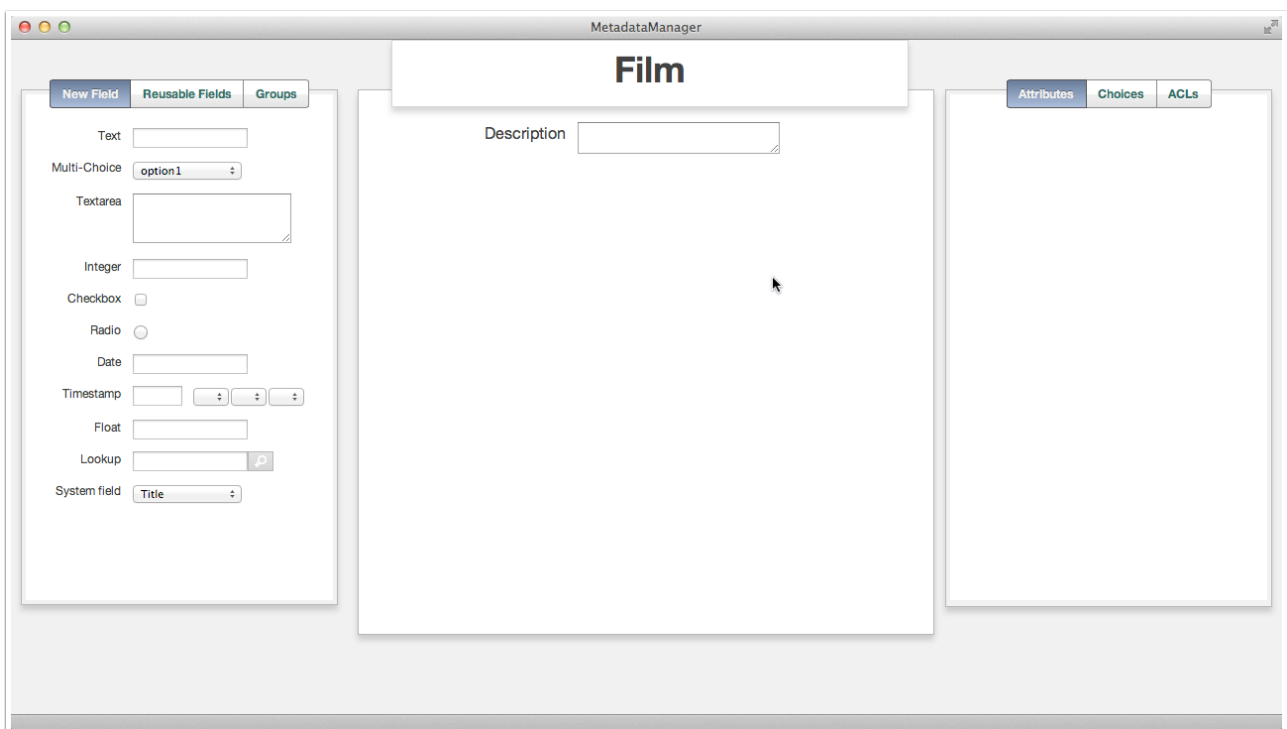 MetadataManager
Film
New Field Reusable Fields Groups
Text
Multi-Choice option1
Textarea
Integer
Checkbox
Radio
Date
Timestamp
Float
Lookup
System field Title
Description
Attributes Choices ACLs